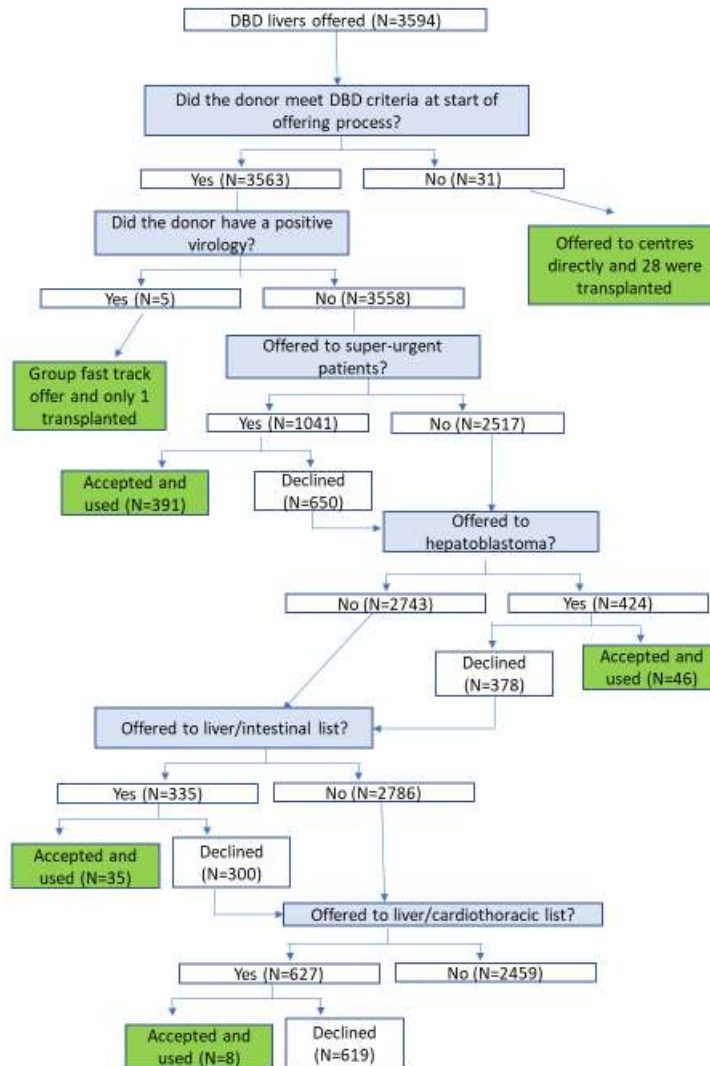 DBD livers offered (N=3594)
Did the donor meet DBD criteria at start of
offering process?
Yes (N=3563)
No (N=31)
Did the donor have a positive
virology?
Offered to centres
directly and 28 were
transplanted
Yes (N=5)
No (N=3558)
Offered to super-urgent
patients?
Group fast track
offer and only 1
transplanted
Yes (N=1041)
No (N=2517)
Accepted and
used (N=391)
Declined
(N=650)
Offered to
hepatoblastoma?
No (N=2743)
Yes (N=424)
Declined
(N=378)
Accepted and
used (N=46)
Offered to liver/intestinal list?
Yes (N=335)
No (N=2786)
Accepted and
used (N=35)
Declined
(N=300)
Offered to liver/cardiothoracic list?
Yes (N=627)
No (N=2459)
Accepted and
used (N=8)
Declined
(N=619)